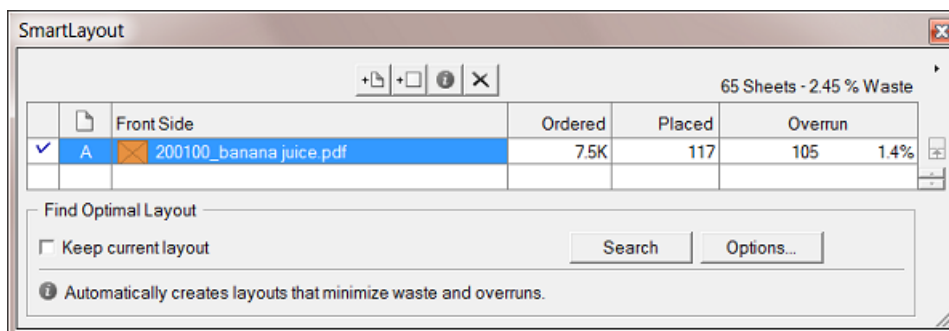 SmartLayout
65 Sheets - 2.45 % Waste
Front Side Ordered Placed Overrun
A 200100_banana juice.pdf 7.5K 117 105 1.4%
Find Optimal Layout
Keep current layout Search Options...
Automatically creates layouts that minimize waste and overruns.